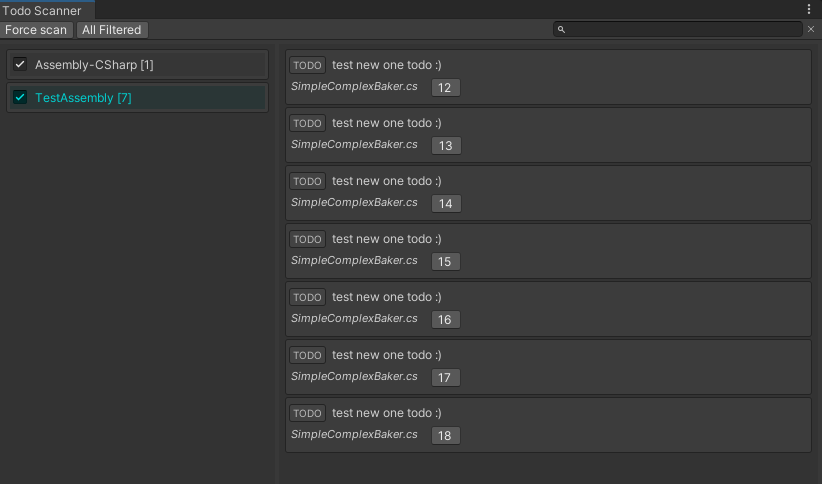 Todo Scanner
Force scan All Filtered
Assembly-CSharp [1]
TestAssembly [7]
TODO test new one todo :)
SimpleComplexBaker.cs 12
TODO test new one todo :)
SimpleComplexBaker.cs 13
TODO test new one todo :)
SimpleComplexBaker.cs 14
TODO test new one todo :)
SimpleComplexBaker.cs 15
TODO test new one todo :)
SimpleComplexBaker.cs 16
TODO test new one todo :)
SimpleComplexBaker.cs 17
TODO test new one todo :)
SimpleComplexBaker.cs 18